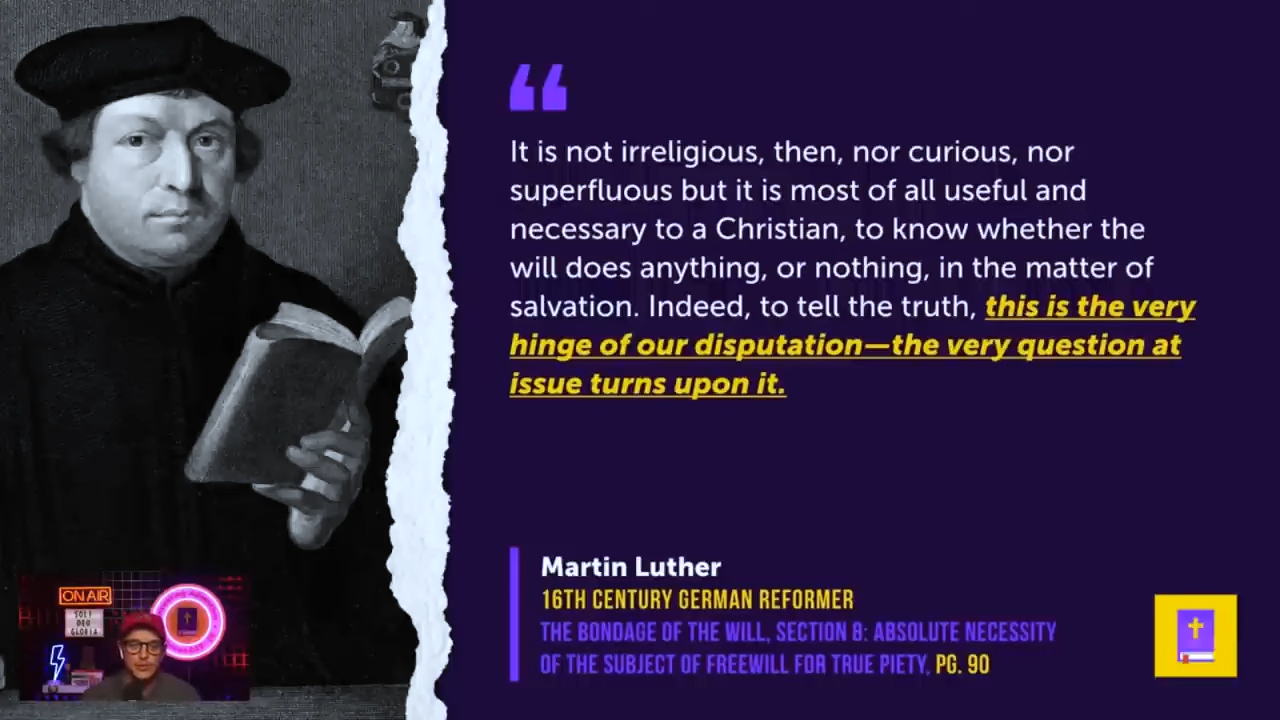 “
It is not irreligious, then, nor curious, nor
superfluous but it is most of all useful and
necessary to a Christian, to know whether the
will does anything, or nothing, in the matter of
salvation. Indeed, to tell the truth, this is the very
hinge of our disputation—the very question at
issue turns upon it.
Martin Luther
16TH CENTURY GERMAN REFORMER
THE BONDAGE OF THE WILL, SECTION 8: ABSOLUTE NECESSITY
OF THE SUBJECT OF FREEWILL FOR TRUE PIETY, PG. 90
ON AIR
SOLI
DEO
GLORIA